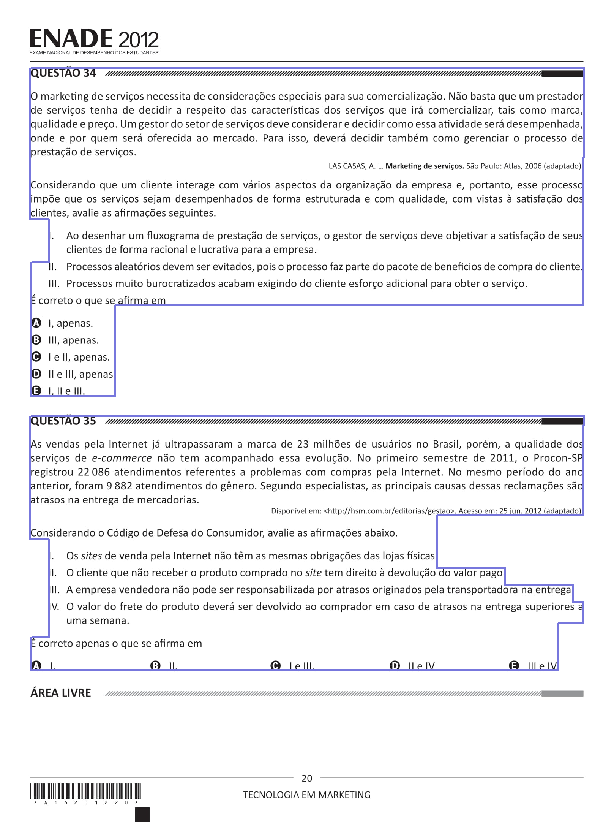 ENADE 2012
EXAME NACIONAL DE DESEMPENHO DOS ESTUDANTES
QUESTÃO 34
O marketing de serviços necessita de considerações especiais para sua comercialização. Não basta que um prestador
de serviços tenha de decidir a respeito das características dos serviços que irá comercializar, tais como marca,
qualidade e preço. Um gestor do setor de serviços deve considerar e decidir como essa atividade será desempenhada,
onde e por quem será oferecida ao mercado. Para isso, deverá decidir também como gerenciar o processo de
prestação de serviços.
LAS CASAS, A. L. Marketing de serviços. São Paulo: Atlas, 2006 (adaptado).
Considerando que um cliente interage com vários aspectos da organização da empresa e, portanto, esse processo
impõe que os serviços sejam desempenhados de forma estruturada e com qualidade, com vistas à satisfação dos
clientes, avalie as afirmações seguintes.
I. Ao desenhar um fluxograma de prestação de serviços, o gestor de serviços deve objetivar a satisfação de seus
clientes de forma racional e lucrativa para a empresa.
II. Processos aleatórios devem ser evitados, pois o processo faz parte do pacote de benefícios de compra do cliente.
III. Processos muito burocratizados acabam exigindo do cliente esforço adicional para obter o serviço.
É correto o que se afirma em
A I, apenas.
B III, apenas.
C I e II, apenas.
D II e III, apenas
E I, II e III.
QUESTÃO 35
As vendas pela Internet já ultrapassaram a marca de 23 milhões de usuários no Brasil, porém, a qualidade dos
serviços de e-commerce não tem acompanhado essa evolução. No primeiro semestre de 2011, o Procon-SP
registrou 22 086 atendimentos referentes a problemas com compras pela Internet. No mesmo período do ano
anterior, foram 9 882 atendimentos do gênero. Segundo especialistas, as principais causas dessas reclamações são
atrasos na entrega de mercadorias.
Disponível em: <http://hsm.com.br/editorias/gestao>. Acesso em: 25 jun. 2012 (adaptado).
Considerando o Código de Defesa do Consumidor, avalie as afirmações abaixo.
I. Os sites de venda pela Internet não têm as mesmas obrigações das lojas físicas
II. O cliente que não receber o produto comprado no site tem direito à devolução do valor pago
III. A empresa vendedora não pode ser responsabilizada por atrasos originados pela transportadora na entrega
IV. O valor do frete do produto deverá ser devolvido ao comprador em caso de atrasos na entrega superiores a
uma semana.
É correto apenas o que se afirma em
A I. B II. C I e III. D II e IV E III e IV
ÁREA LIVRE
20
TECNOLOGIA EM MARKETING